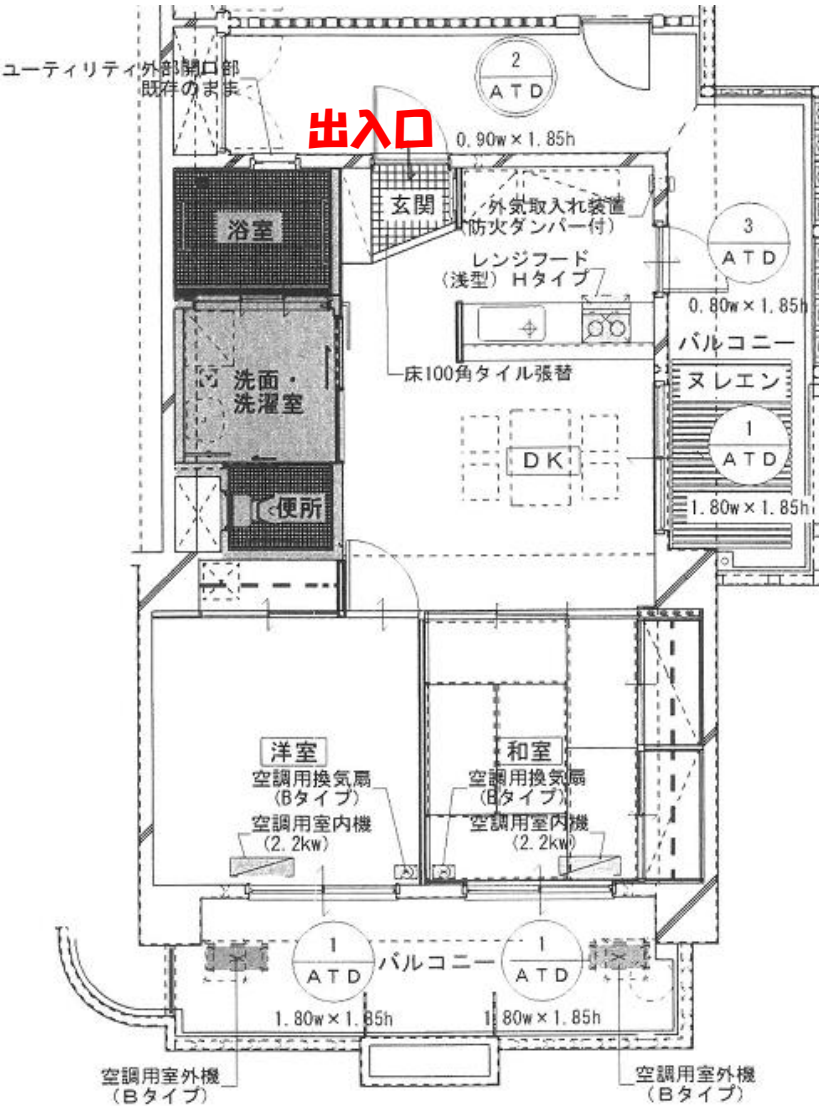 2
ATD
ユーティリティ外部開口部
既存のまま
出入口
0.90w×1.85h
玄関
外気取入れ装置
(防火ダンパー付)
浴室
3
ATD
レンジフード
(浅型) Hタイプ
0.80w×1.85h
バルコニー
床100角タイル張替
洗面・
洗濯室
ヌレエン
1
ATD
DK
1.80w×1.85h
便所
洋室
空調用換気扇
(Bタイプ)
空調用室内機
(2.2kw)
和室
空調用換気扇
(Bタイプ)
空調用室内機
(2.2kw)
1
ATD
バルコニー
1
ATD
1.80w×1.85h
1.80w×1.85h
空調用室外機
(Bタイプ)
空調用室外機
(Bタイプ)